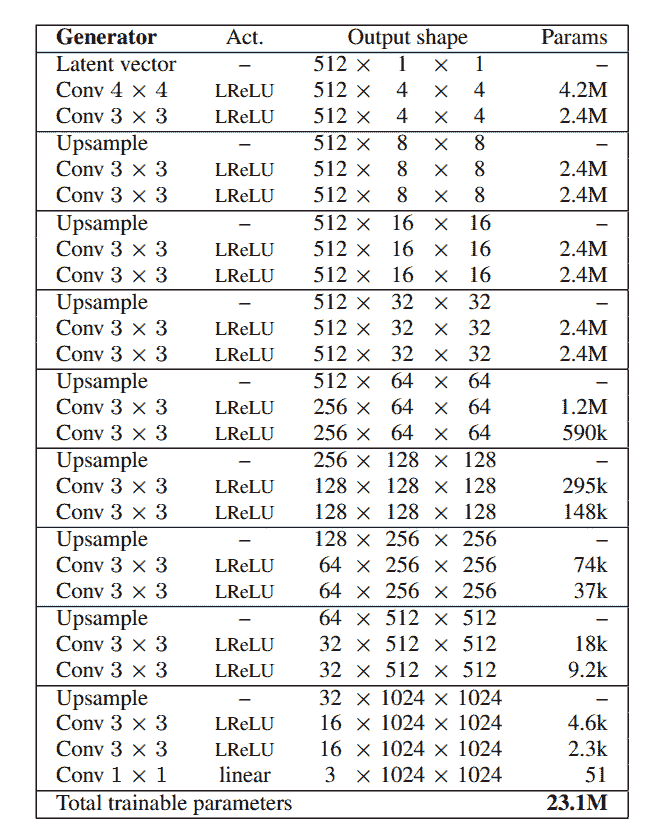 Generator Act. Output shape Params
Latent vector – 512 × 1 × 1 –
Conv 4 × 4 LReLU 512 × 4 × 4 4.2M
Conv 3 × 3 LReLU 512 × 4 × 4 2.4M
Upsample – 512 × 8 × 8 –
Conv 3 × 3 LReLU 512 × 8 × 8 2.4M
Conv 3 × 3 LReLU 512 × 8 × 8 2.4M
Upsample – 512 × 16 × 16 –
Conv 3 × 3 LReLU 512 × 16 × 16 2.4M
Conv 3 × 3 LReLU 512 × 16 × 16 2.4M
Upsample – 512 × 32 × 32 –
Conv 3 × 3 LReLU 512 × 32 × 32 2.4M
Conv 3 × 3 LReLU 512 × 32 × 32 2.4M
Upsample – 512 × 64 × 64 –
Conv 3 × 3 LReLU 256 × 64 × 64 1.2M
Conv 3 × 3 LReLU 256 × 64 × 64 590k
Upsample – 256 × 128 × 128 –
Conv 3 × 3 LReLU 128 × 128 × 128 295k
Conv 3 × 3 LReLU 128 × 128 × 128 148k
Upsample – 128 × 256 × 256 –
Conv 3 × 3 LReLU 64 × 256 × 256 74k
Conv 3 × 3 LReLU 64 × 256 × 256 37k
Upsample – 64 × 512 × 512 –
Conv 3 × 3 LReLU 32 × 512 × 512 18k
Conv 3 × 3 LReLU 32 × 512 × 512 9.2k
Upsample – 32 × 1024 × 1024 –
Conv 3 × 3 LReLU 16 × 1024 × 1024 4.6k
Conv 3 × 3 LReLU 16 × 1024 × 1024 2.3k
Conv 1 × 1 linear 3 × 1024 × 1024 51
Total trainable parameters 23.1M